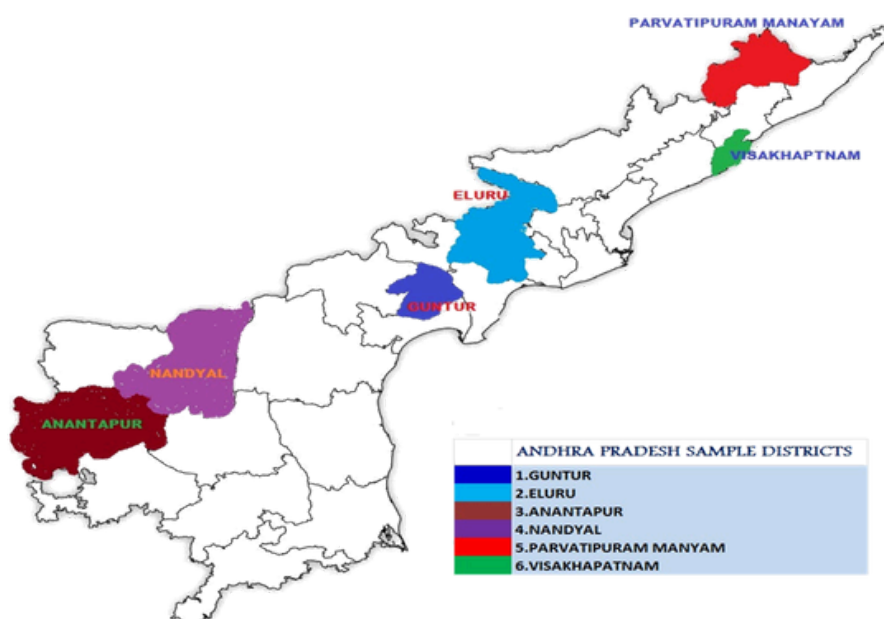 PARVATIPURAM MANAYAM
VISAKHAPTNAM
ELURU
GUNTUR
NANDYAL
ANANTAPUR
ANDHRA PRADESH SAMPLE DISTRICTS
1.GUNTUR
2.ELURU
3.ANANTAPUR
4.NANDYAL
5.PARVATIPURAM MANYAM
6.VISAKHAPATNAM